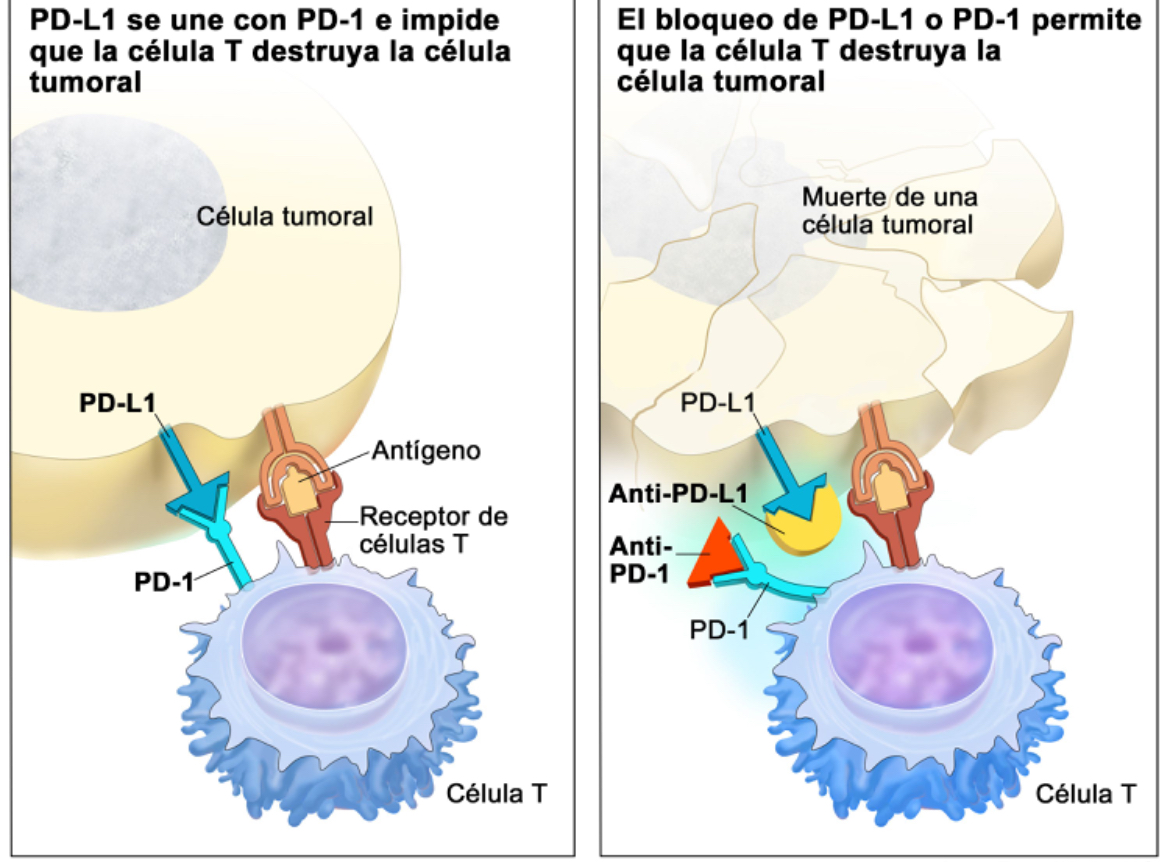 PD-L1 se une con PD-1 e impide
que la célula T destruya la célula
tumoral
Célula tumoral
PD-L1
Antígeno
Receptor de
células T
PD-1
Célula T
El bloqueo de PD-L1 o PD-1 permite
que la célula T destruya la
célula tumoral
Muerte de una
célula tumoral
PD-L1
Anti-PD-L1
Anti-
PD-1
PD-1
Célula T